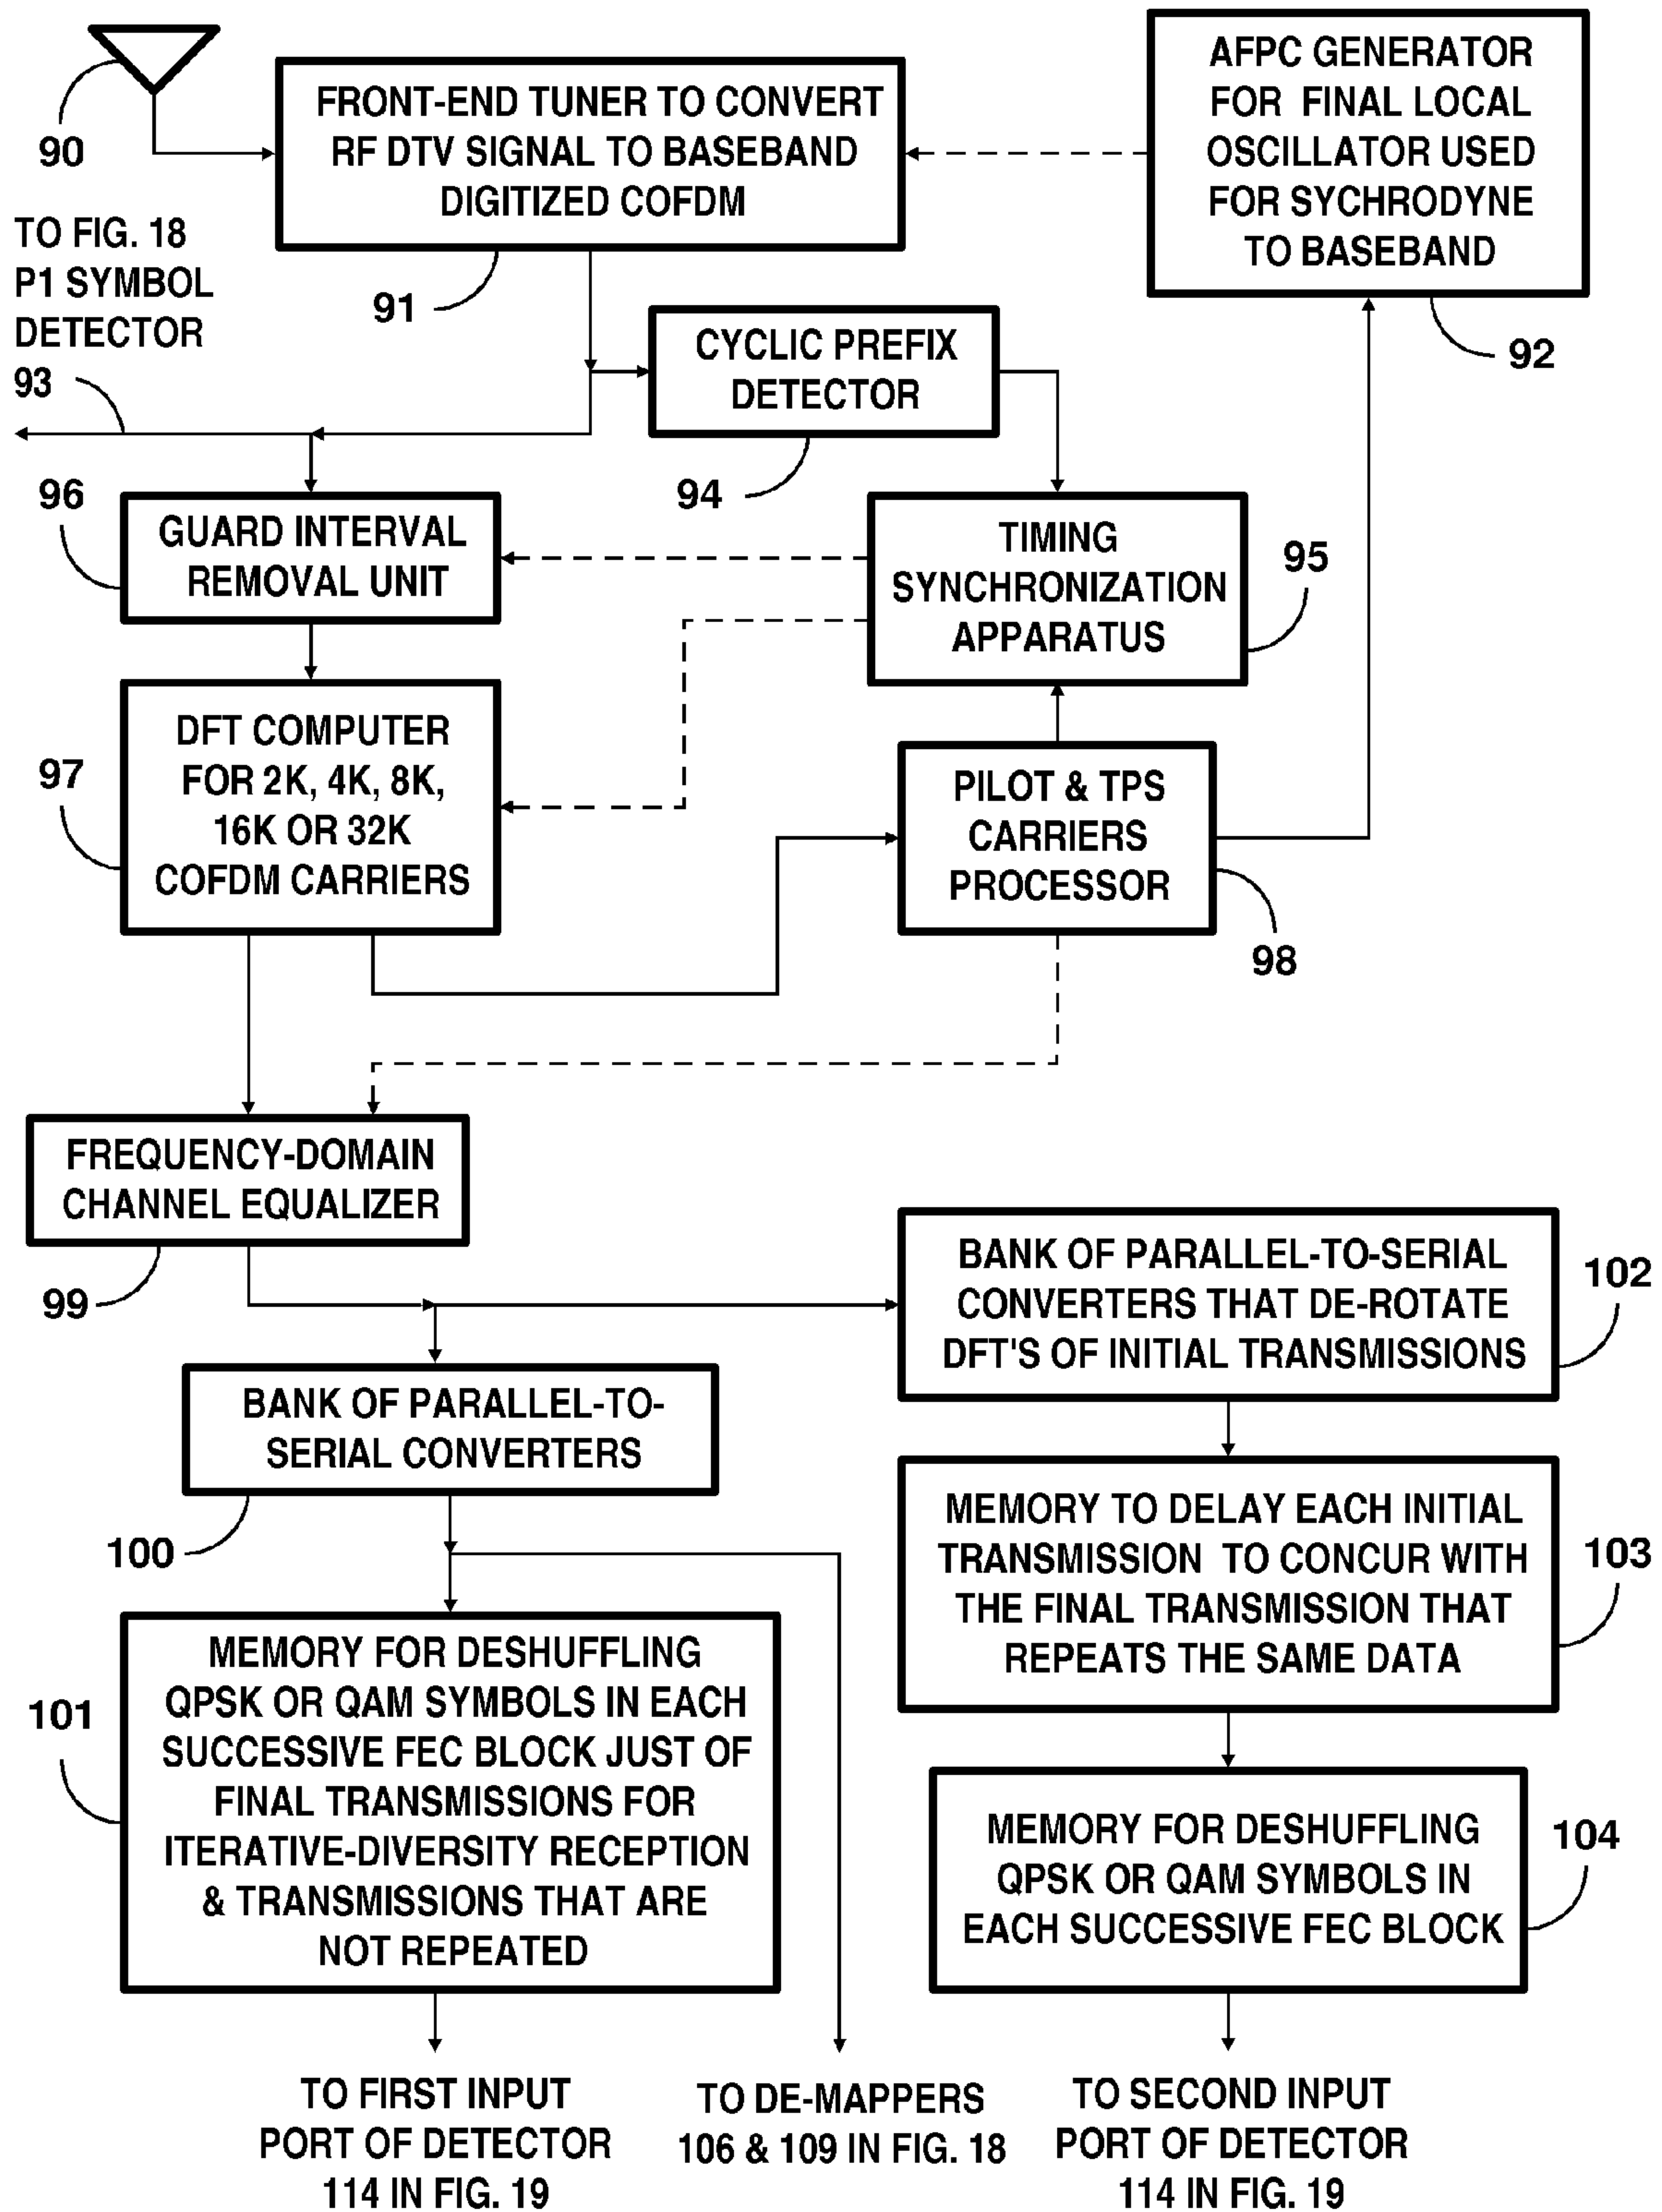 90
FRONT-END TUNER TO CONVERT
RF DTV SIGNAL TO BASEBAND
DIGITIZED COFDM
91
AFPC GENERATOR
FOR FINAL LOCAL
OSCILLATOR USED
FOR SYCHRODYNE
TO BASEBAND
92
TO FIG. 18
P1 SYMBOL
DETECTOR
93
CYCLIC PREFIX
DETECTOR
94
96
GUARD INTERVAL
REMOVAL UNIT
TIMING
SYNCHRONIZATION
APPARATUS
95
97
DFT COMPUTER
FOR 2K, 4K, 8K,
16K OR 32K
COFDM CARRIERS
PILOT & TPS
CARRIERS
PROCESSOR
98
FREQUENCY-DOMAIN
CHANNEL EQUALIZER
99
BANK OF PARALLEL-TO-SERIAL
CONVERTERS THAT DE-ROTATE
DFT'S OF INITIAL TRANSMISSIONS
102
BANK OF PARALLEL-TO-
SERIAL CONVERTERS
100
MEMORY TO DELAY EACH INITIAL
TRANSMISSION TO CONCUR WITH
THE FINAL TRANSMISSION THAT
REPEATS THE SAME DATA
103
101
MEMORY FOR DESHUFFLING
QPSK OR QAM SYMBOLS IN EACH
SUCCESSIVE FEC BLOCK JUST OF
FINAL TRANSMISSIONS FOR
ITERATIVE-DIVERSITY RECEPTION
& TRANSMISSIONS THAT ARE
NOT REPEATED
MEMORY FOR DESHUFFLING
QPSK OR QAM SYMBOLS IN
EACH SUCCESSIVE FEC BLOCK
104
TO FIRST INPUT
PORT OF DETECTOR
114 IN FIG. 19
TO DE-MAPPERS
106 & 109 IN FIG. 18
TO SECOND INPUT
PORT OF DETECTOR
114 IN FIG. 19